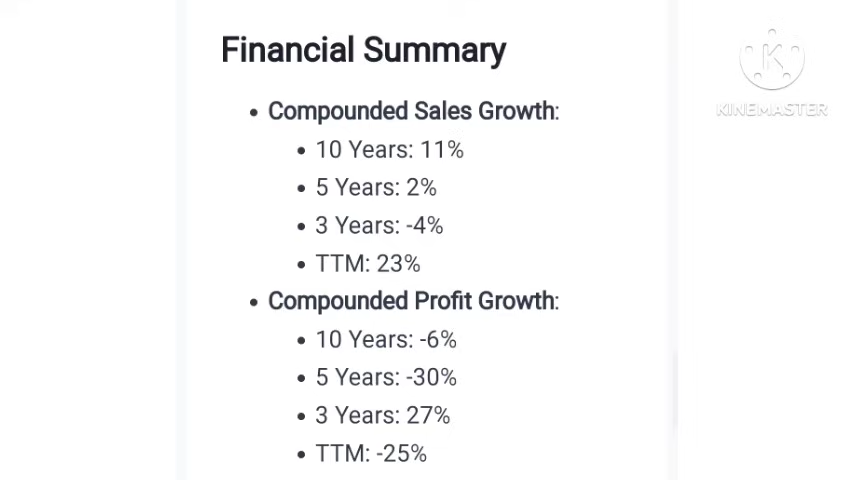 Financial Summary
K
KINEMASTER
• Compounded Sales Growth:
• 10 Years: 11%
• 5 Years: 2%
• 3 Years: -4%
• TTM: 23%
• Compounded Profit Growth:
• 10 Years: -6%
• 5 Years: -30%
• 3 Years: 27%
• TTM: -25%